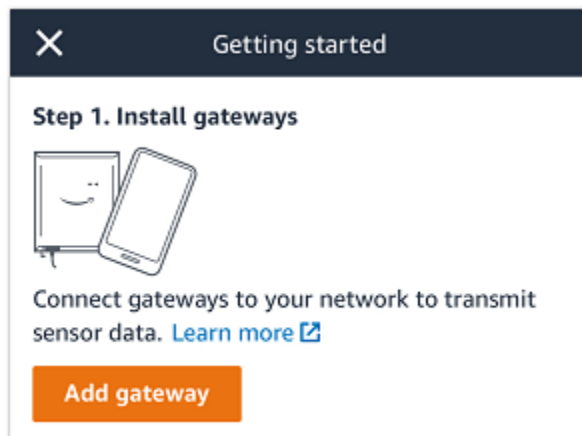 Getting started
Step 1. Install gateways
Connect gateways to your network to transmit
sensor data. Learn more
Add gateway